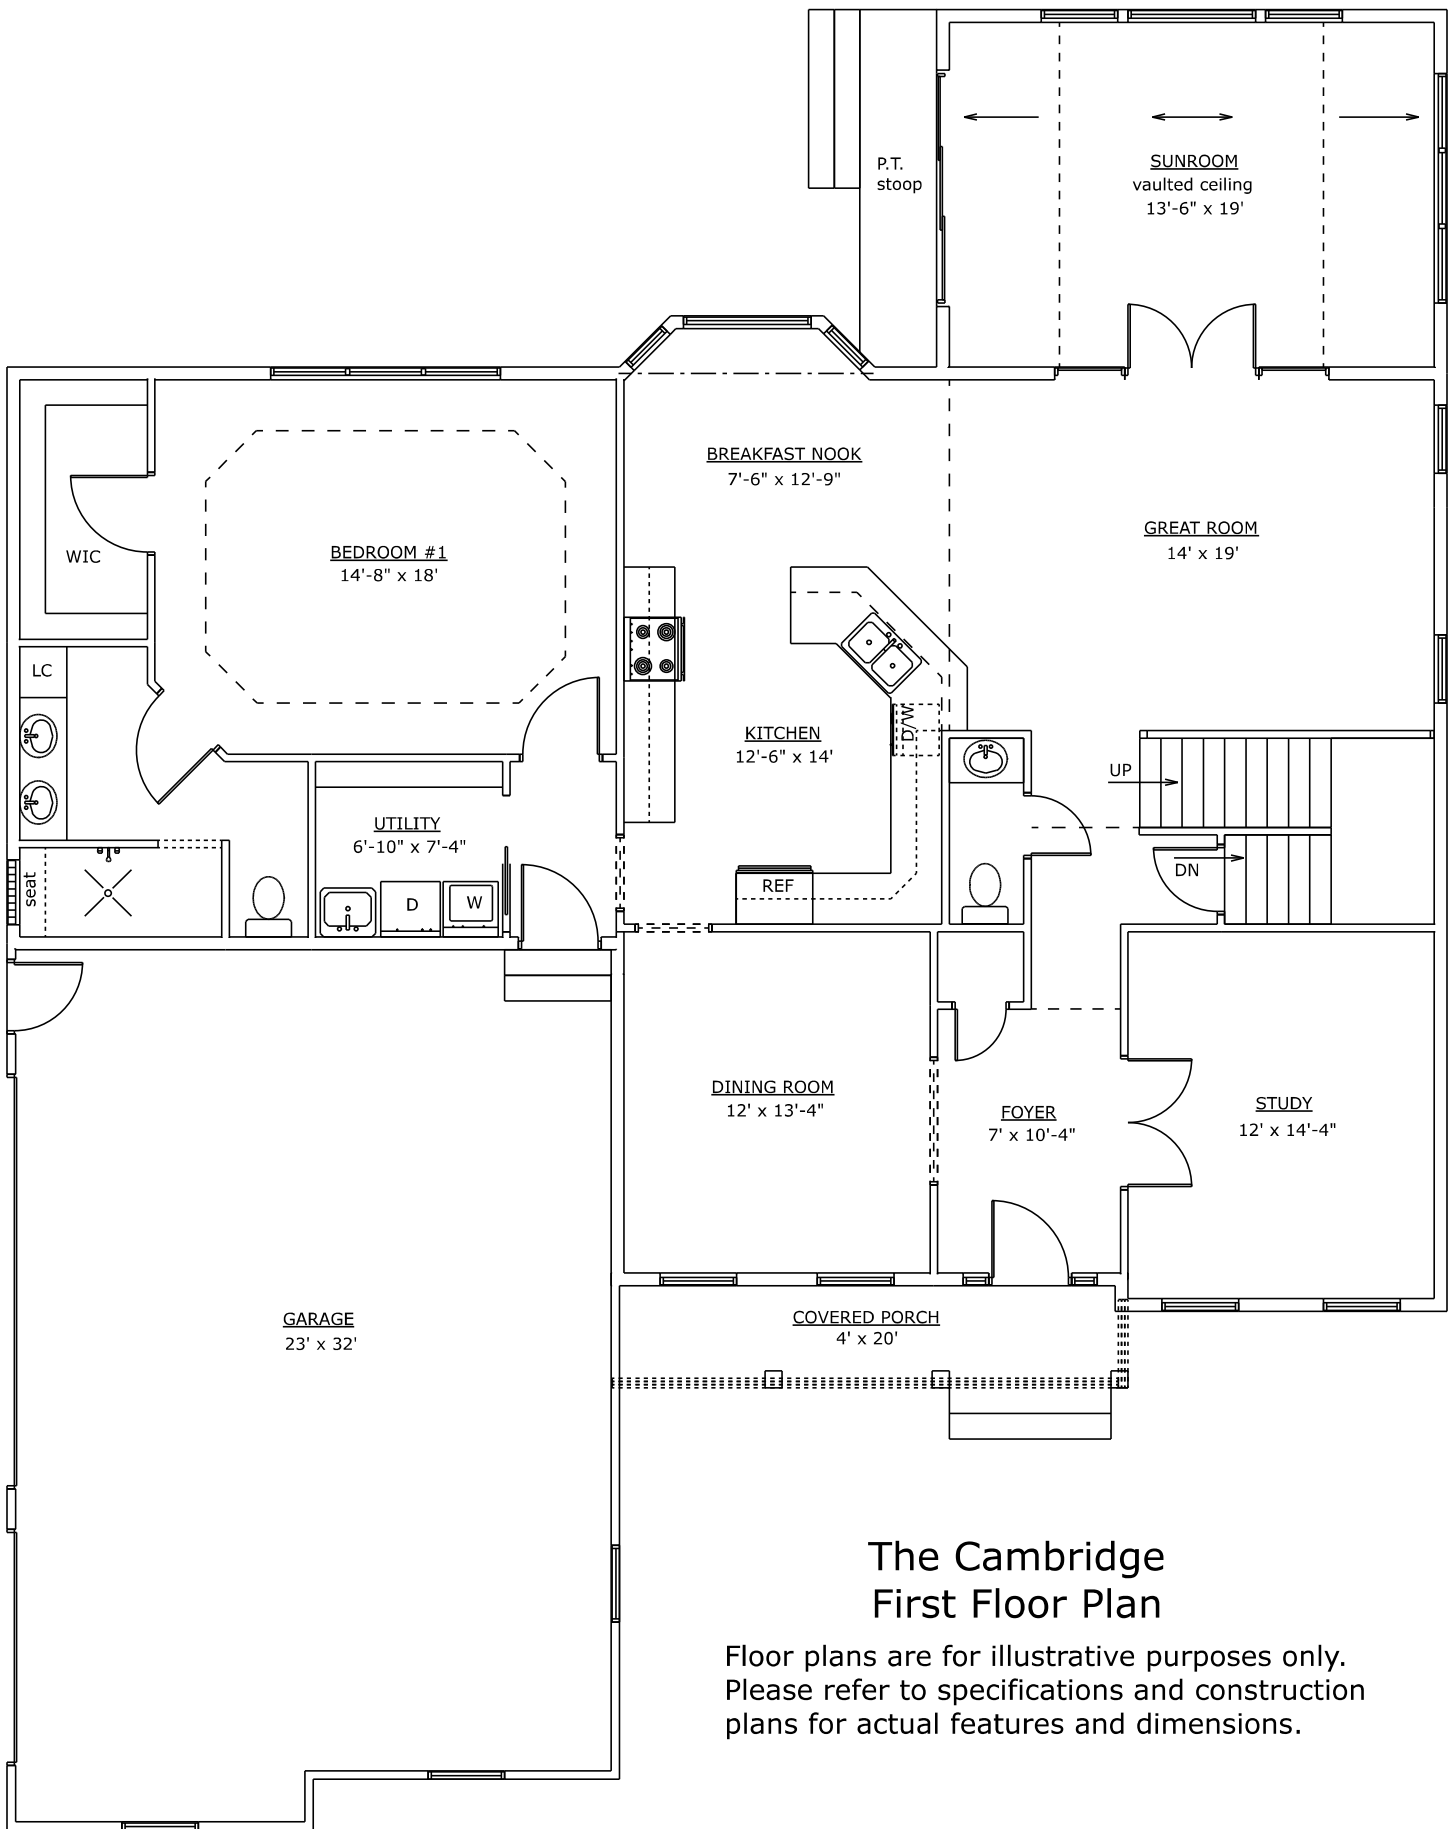 P.T.
stoop
SUNROOM
vaulted ceiling
13'-6" x 19'
BREAKFAST NOOK
7'-6" x 12'-9"
GREAT ROOM
14' x 19'
WIC
BEDROOM #1
14'-8" x 18'
LC
KITCHEN
12'-6" x 14'
D/W
UP
UTILITY
6'-10" x 7'-4"
DN
seat
D
W
REF
DINING ROOM
12' x 13'-4"
FOYER
7' x 10'-4"
STUDY
12' x 14'-4"
GARAGE
23' x 32'
COVERED PORCH
4' x 20'
The Cambridge
First Floor Plan
Floor plans are for illustrative purposes only.
Please refer to specifications and construction
plans for actual features and dimensions.